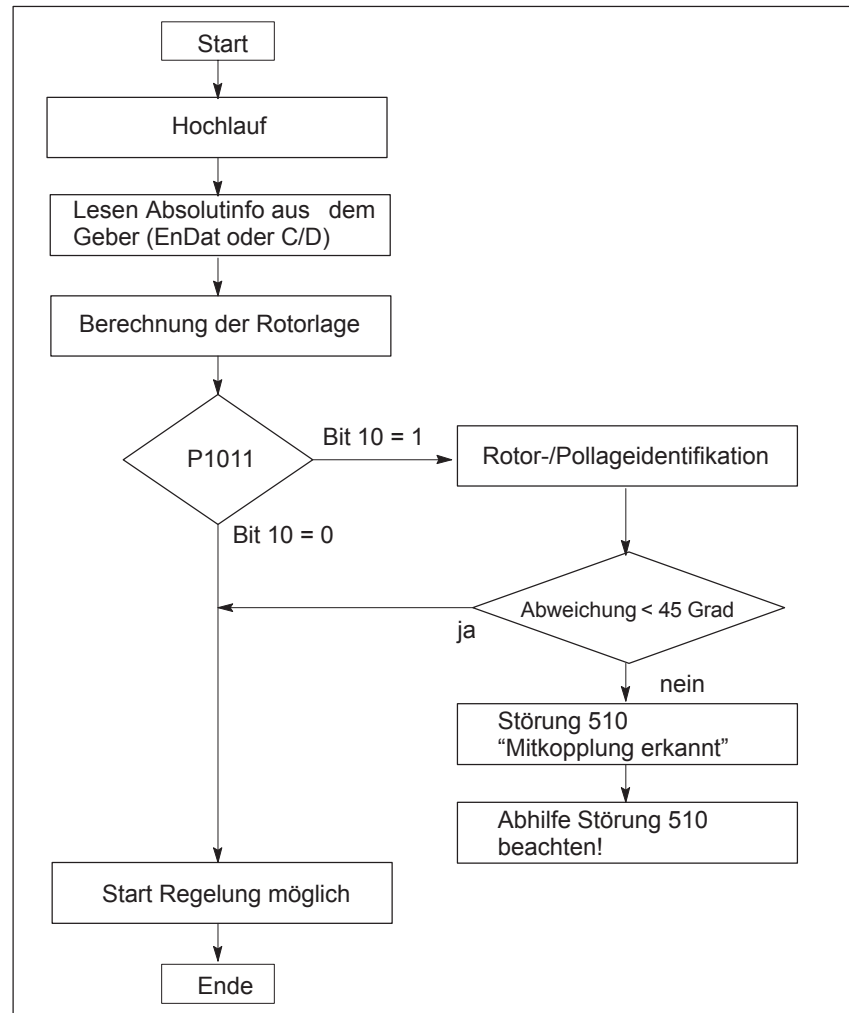 Start
Hochlauf
Lesen Absolutinfo aus dem
Geber (EnDat oder C/D)
Berechnung der Rotorlage
P1011
Bit 10 = 1
Rotor-/Pollageidentifikation
Bit 10 = 0
Abweichung < 45 Grad
ja
nein
Störung 510
“Mitkopplung erkannt”
Abhilfe Störung 510
beachten!
Start Regelung möglich
Ende